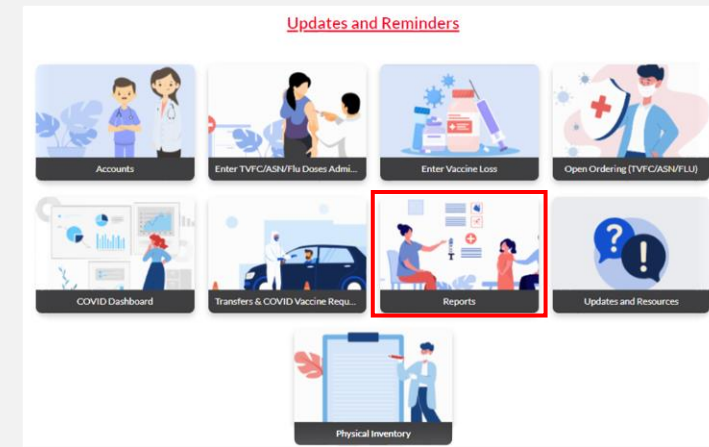 Updates and Reminders
Accounts
Enter TVFC/ASN/Flu Doses Admi...
Enter Vaccine Loss
Open Ordering (TVFC/ASN/FLU)
COVID Dashboard
Transfers & COVID Vaccine Requ...
Reports
Updates and Resources
Physical Inventory